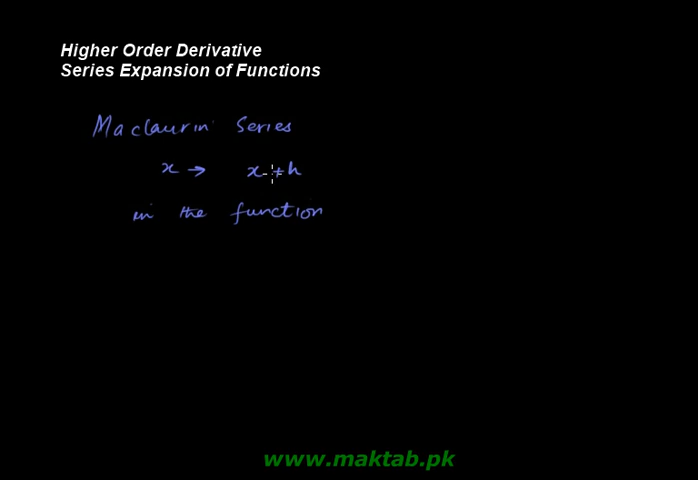 Higher Order Derivative
Series Expansion of Functions
Maclaurin Series
x → x+h
in the function
www.maktab.pk